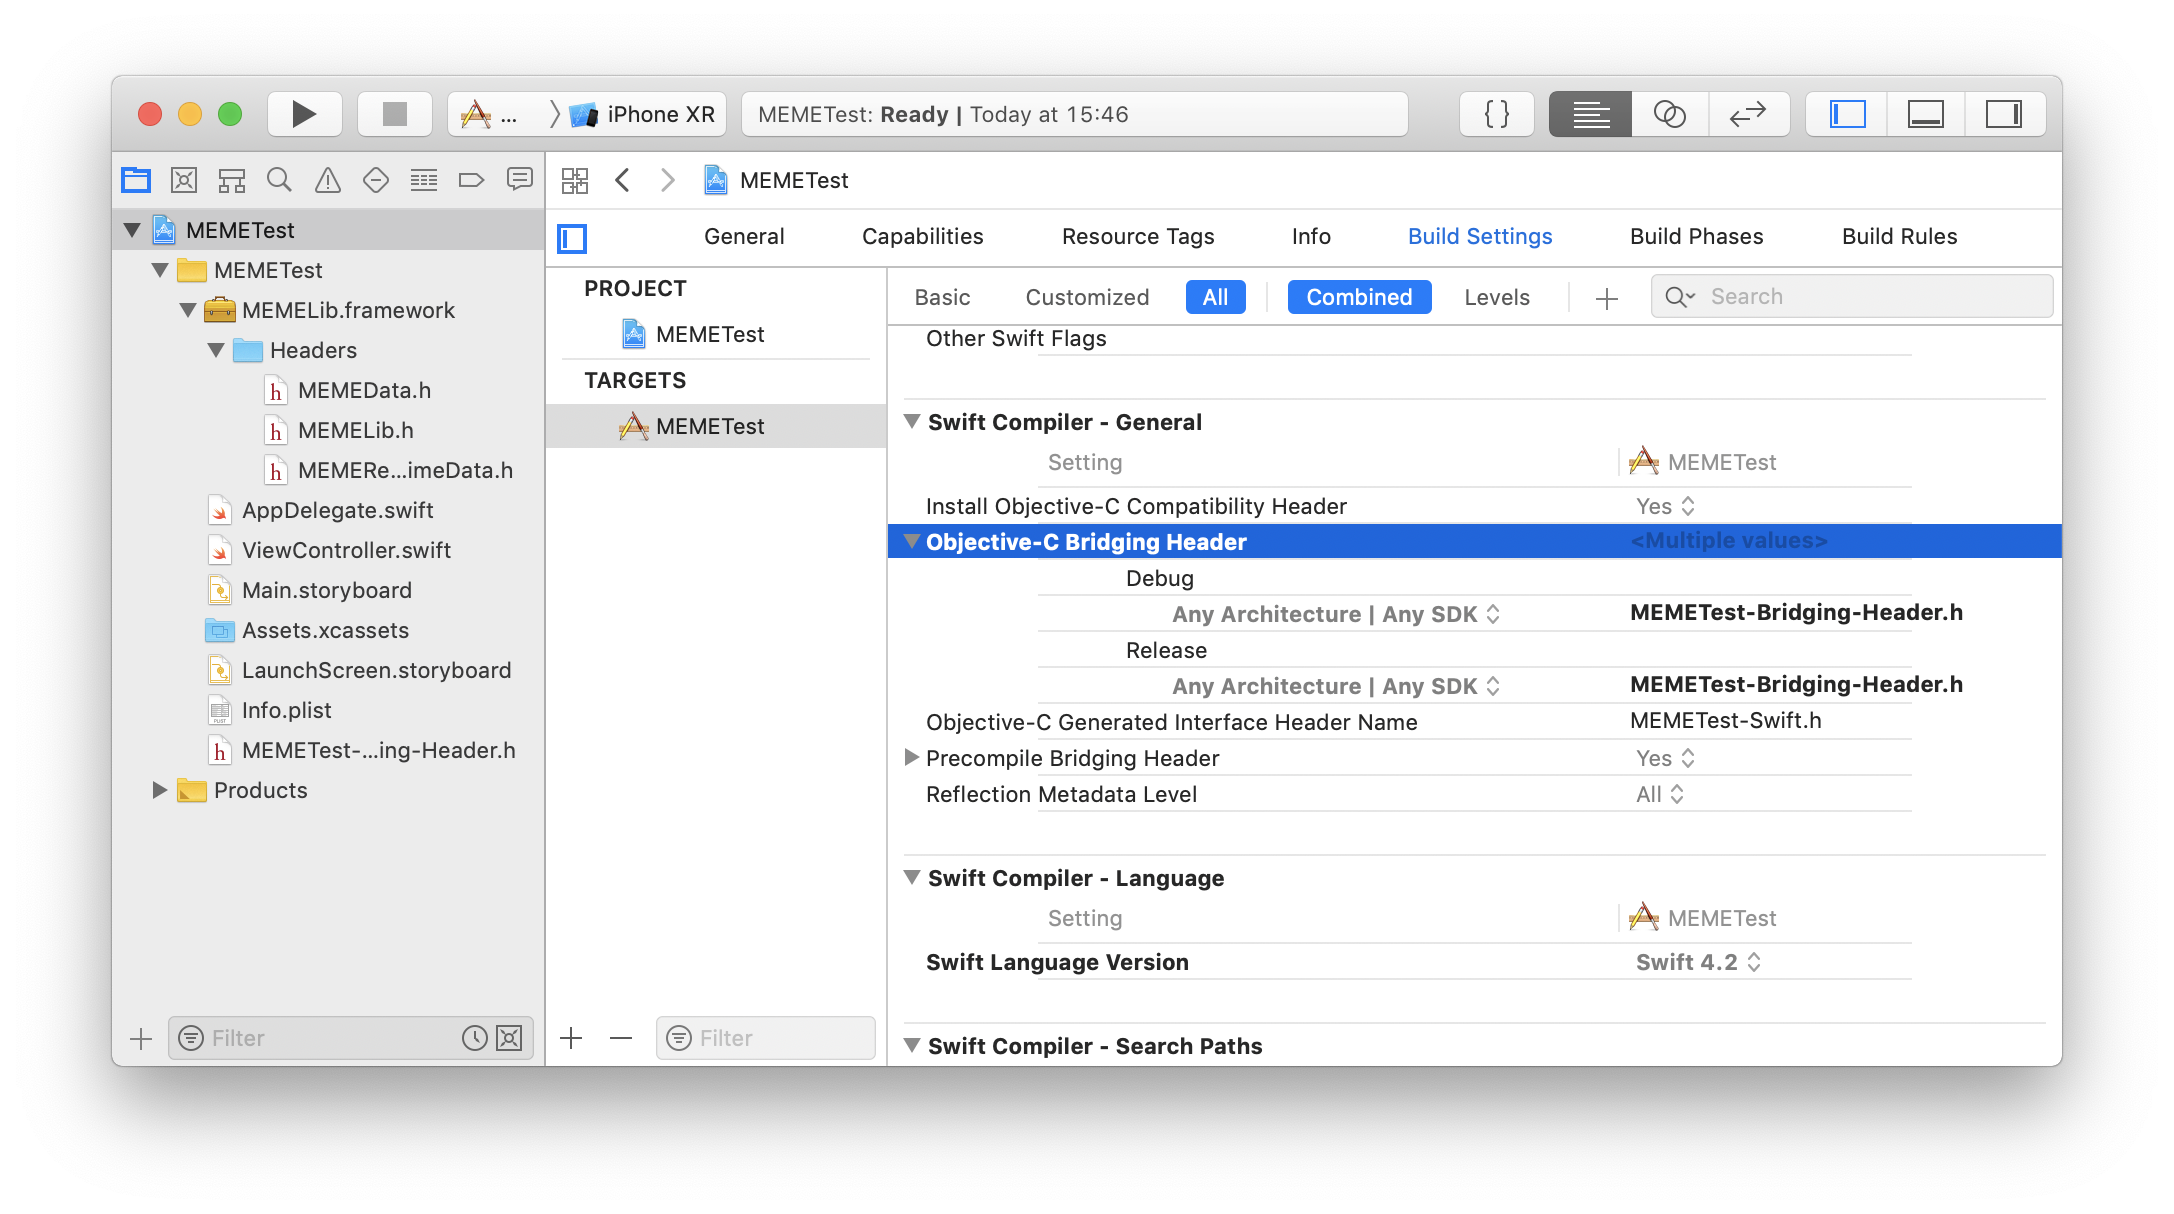 ... iPhone XR
MEMETest: Ready | Today at 15:46
{ }
MEMETest
General Capabilities Resource Tags Info Build Settings Build Phases Build Rules
MEMETest
MEMETest
MEMELib.framework
Headers
MEMEData.h
MEMELib.h
MEMERe...imeData.h
AppDelegate.swift
ViewController.swift
Main.storyboard
Assets.xcassets
LaunchScreen.storyboard
Info.plist
MEMETest-...ing-Header.h
Products
Filter
PROJECT
MEMETest
TARGETS
MEMETest
Filter
Basic Customized All Combined Levels Search
Other Swift Flags
Swift Compiler - General
Setting MEMETest
Install Objective-C Compatibility Header Yes
Objective-C Bridging Header <Multiple values>
Debug
Any Architecture | Any SDK MEMETest-Bridging-Header.h
Release
Any Architecture | Any SDK MEMETest-Bridging-Header.h
Objective-C Generated Interface Header Name MEMETest-Swift.h
Precompile Bridging Header Yes
Reflection Metadata Level All
Swift Compiler - Language
Setting MEMETest
Swift Language Version Swift 4.2
Swift Compiler - Search Paths